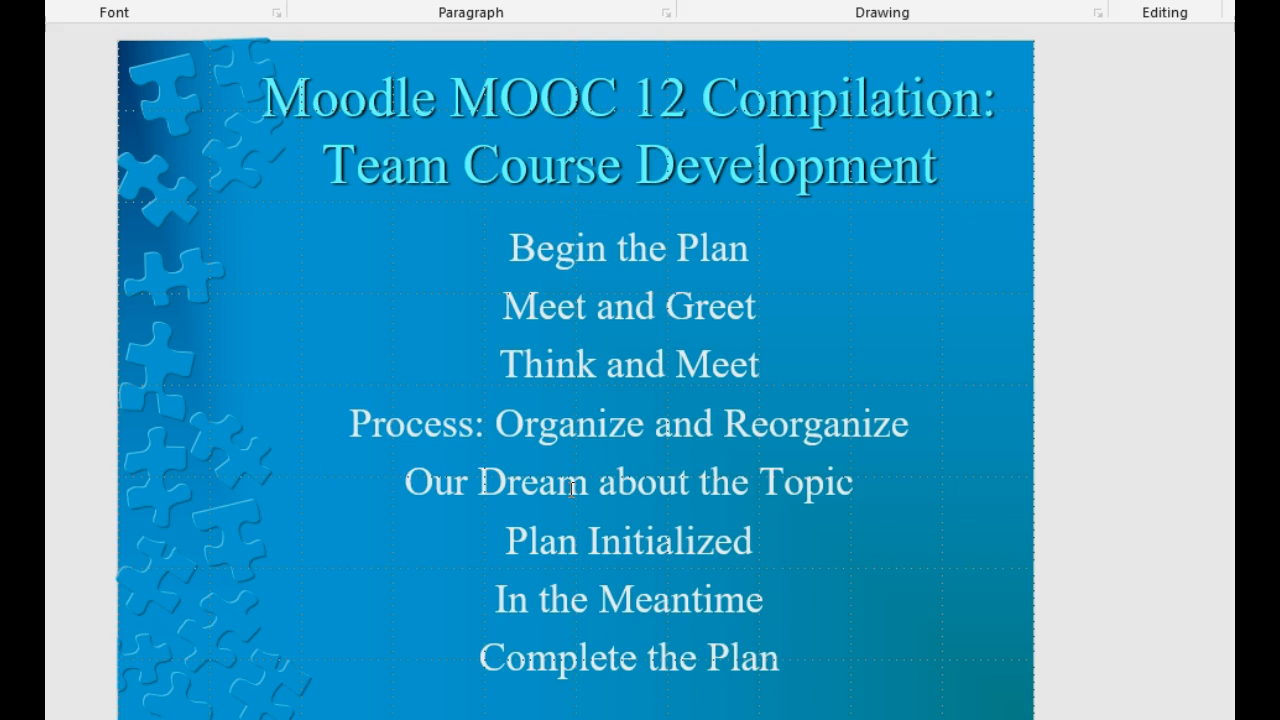 Font Paragraph Drawing Editing
Moodle MOOC 12 Compilation:
Team Course Development
Begin the Plan
Meet and Greet
Think and Meet
Process: Organize and Reorganize
Our Dream about the Topic
Plan Initialized
In the Meantime
Complete the Plan